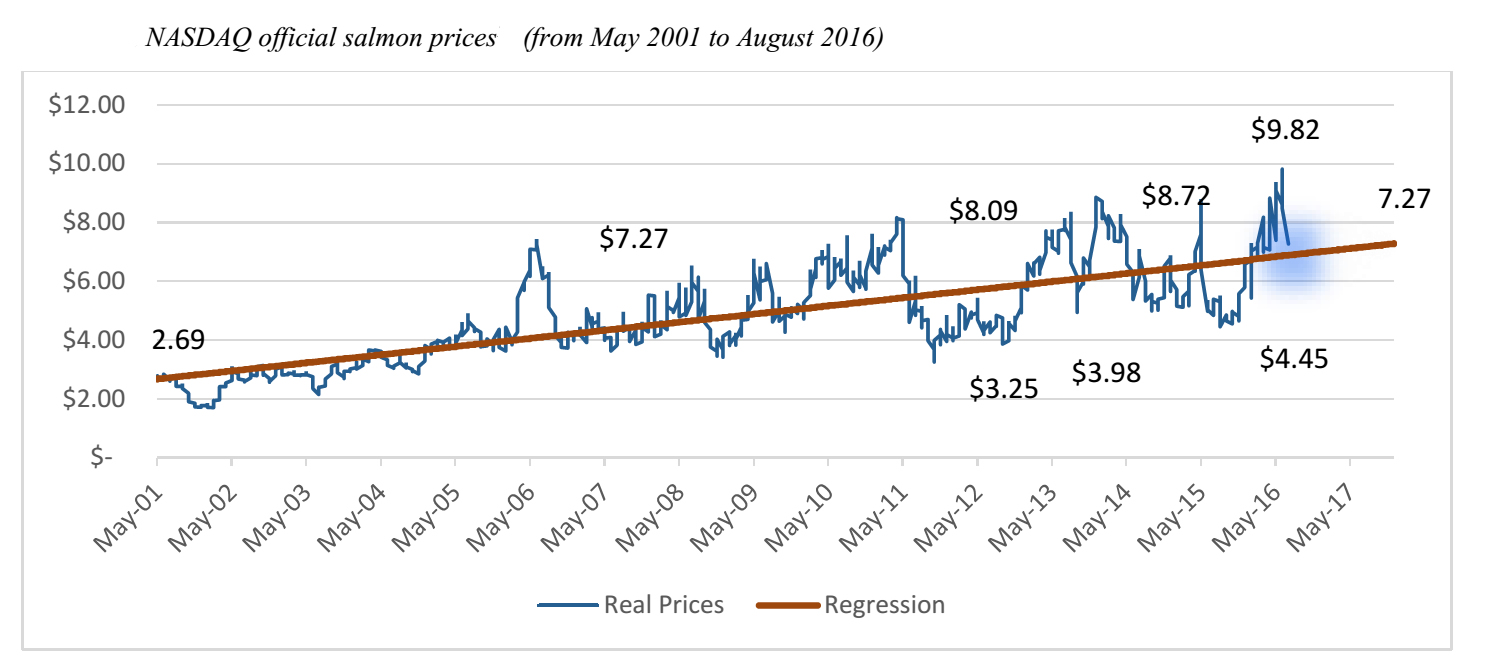 NASDAQ official salmon prices (from May 2001 to August 2016)
$12.00
$10.00
$8.00
$6.00
$4.00
$2.00
$-
2.69
$7.27
$8.09
$3.25
$3.98
$8.72
$9.82
$4.45
7.27
May-01
May-02
May-03
May-04
May-05
May-06
May-07
May-08
May-09
May-10
May-11
May-12
May-13
May-14
May-15
May-16
May-17
Real Prices
Regression